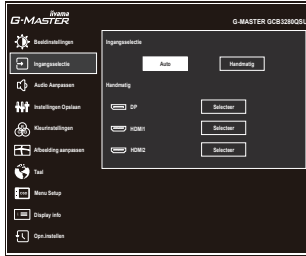 iiyama
G-MASTER
G-MASTER GCB3280QSU
Beeldinstellingen
Ingangsselectie
Audio Aanpassen
Instellingen Opslaan
Kleurinstellingen
Afbeelding aanpassen
Taal
OSD
Menu Setup
Display info
Opn.instellen
Ingangsselectie
Auto
Handmatig
Handmatig
DP
Selecteer
HDMI1
Selecteer
HDMI2
Selecteer